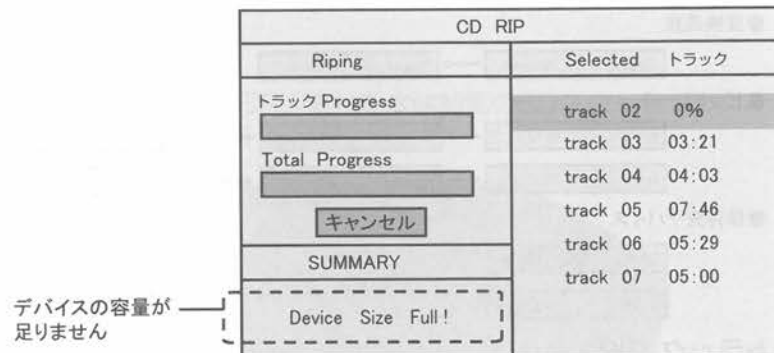 CD RIP
Riping
Selected トラック
トラック Progress
Total Progress
キャンセル
track 02 0%
track 03 03:21
track 04 04:03
track 05 07:46
track 06 05:29
track 07 05:00
SUMMARY
Device Size Full!
デバイスの容量が
足りません